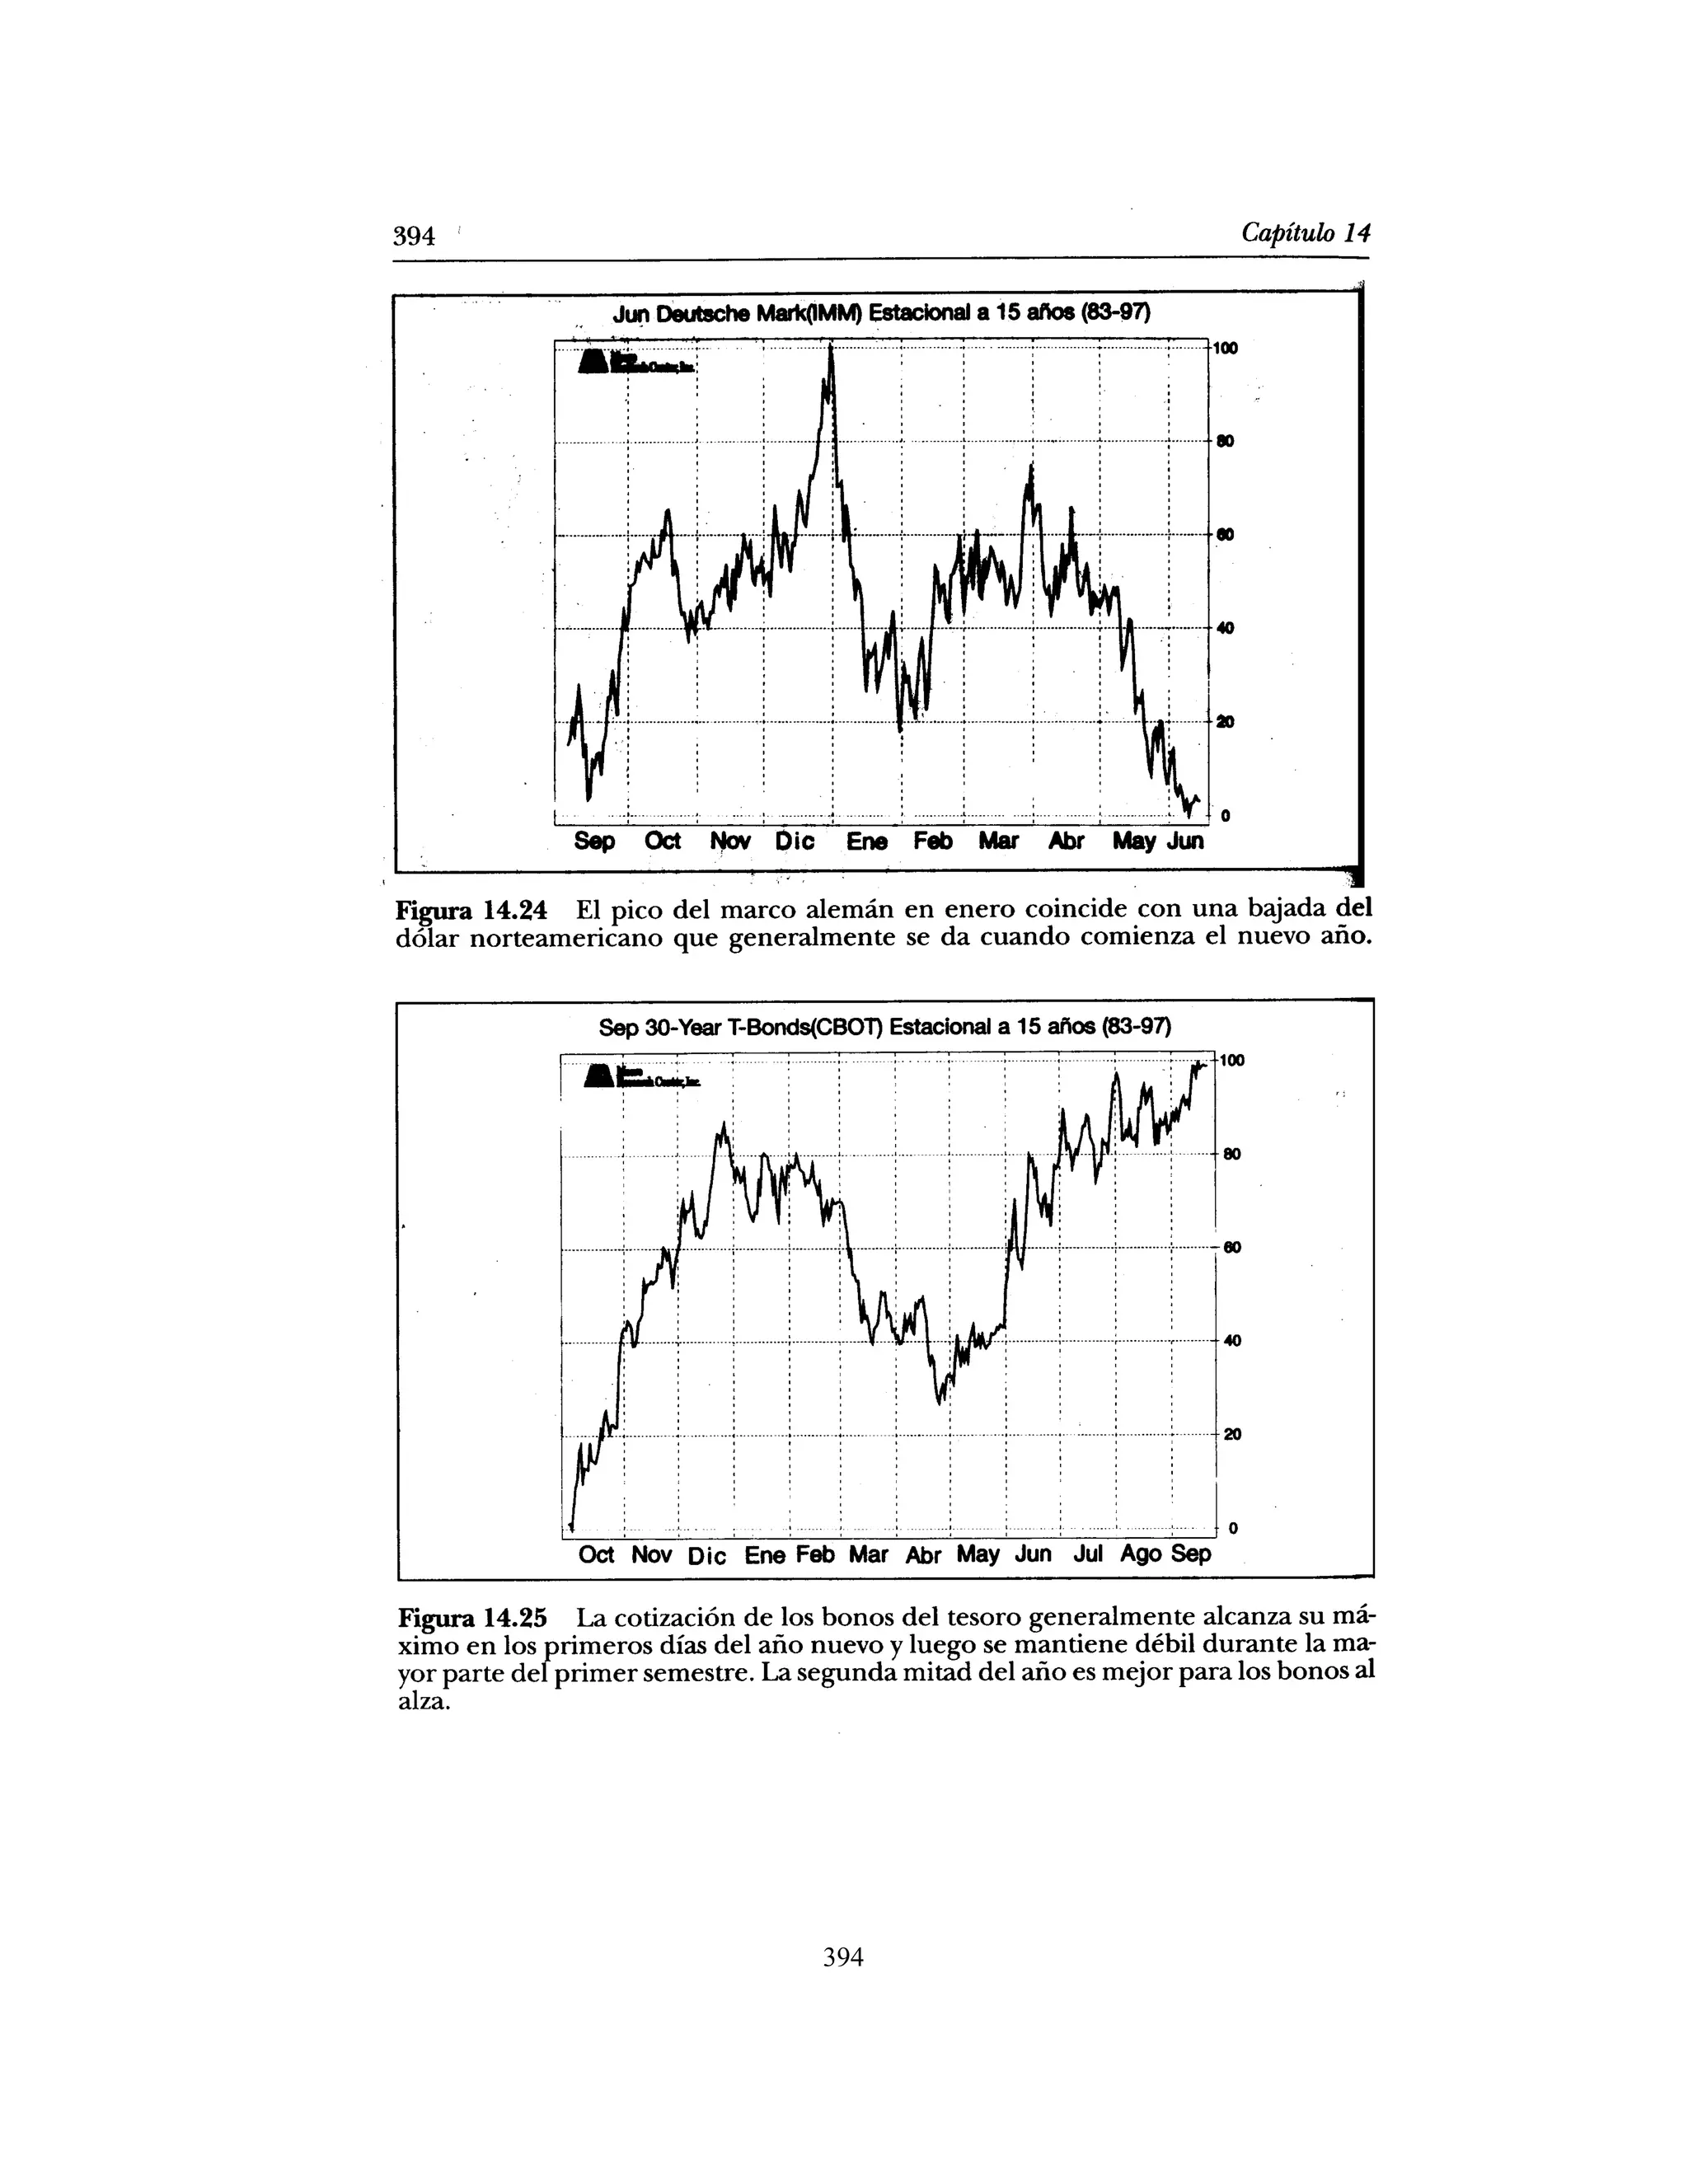 394
Capítulo 14
Jun Deutsche Mark(IMM) Estacional a 15 años (83-97)
100
80
60
40
20
0
Sep Oct Nov Dic Ene Feb Mar Abr May Jun
Figura 14.24 El pico del marco alemán en enero coincide con una bajada del
dólar norteamericano que generalmente se da cuando comienza el nuevo año.
Sep 30-Year T-Bonds(CBOT) Estacional a 15 años (83-97)
Research Center, Inc.
100
80
60
40
20
0
Oct Nov Dic Ene Feb Mar Abr May Jun Jul Ago Sep
Figura 14.25 La cotización de los bonos del tesoro generalmente alcanza su má-
ximo en los primeros días del año nuevo y luego se mantiene débil durante la ma-
yor parte del primer semestre. La segunda mitad del año es mejor para los bonos al
alza.
394